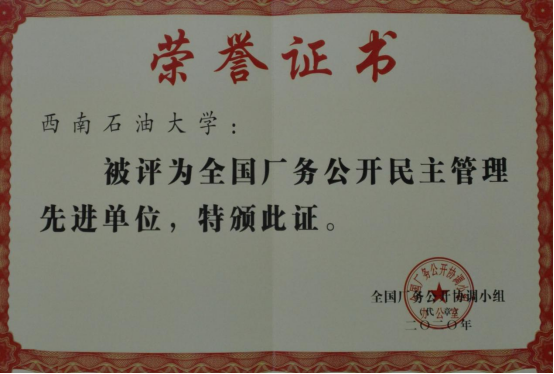 荣誉证书
西南石油大学:
被评为全国厂务公开民主管理
先进单位,特颁此证。
全国厂务公开协调小组
(代章)
二〇一〇年